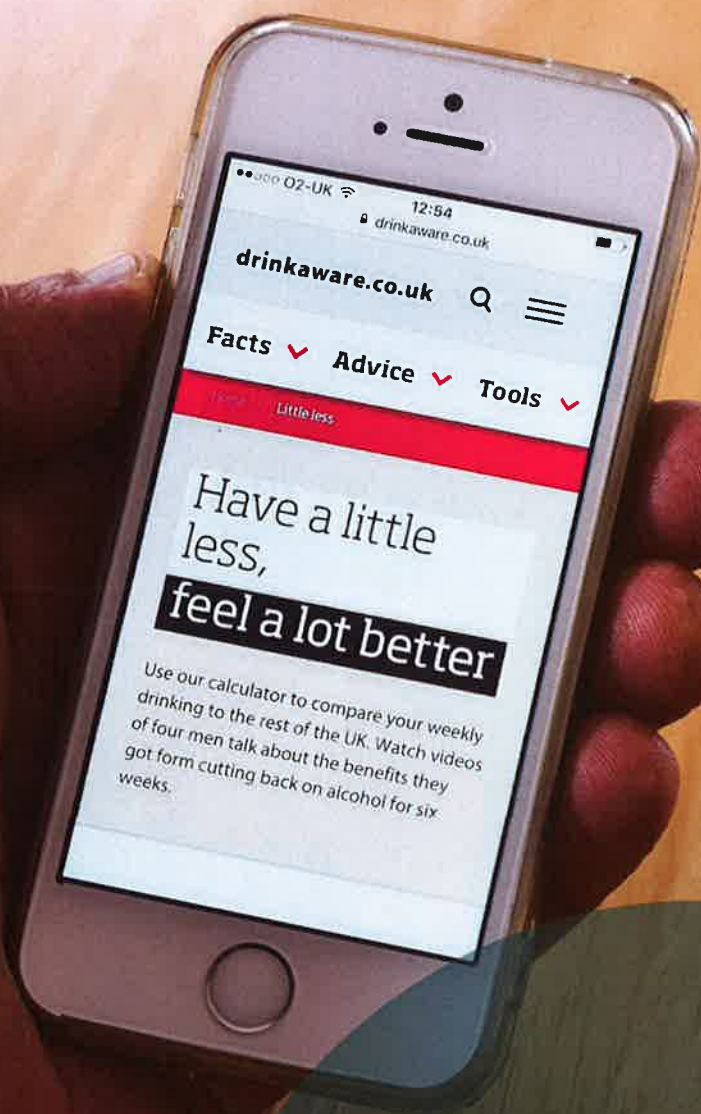 O2-UK
12:54
drinkaware.co.uk
drinkaware.co.uk
Facts Advice Tools
Home Little less
Have a little
less,
feel a lot better
Use our calculator to compare your weekly
drinking to the rest of the UK. Watch videos
of four men talk about the benefits they
got form cutting back on alcohol for six
weeks.